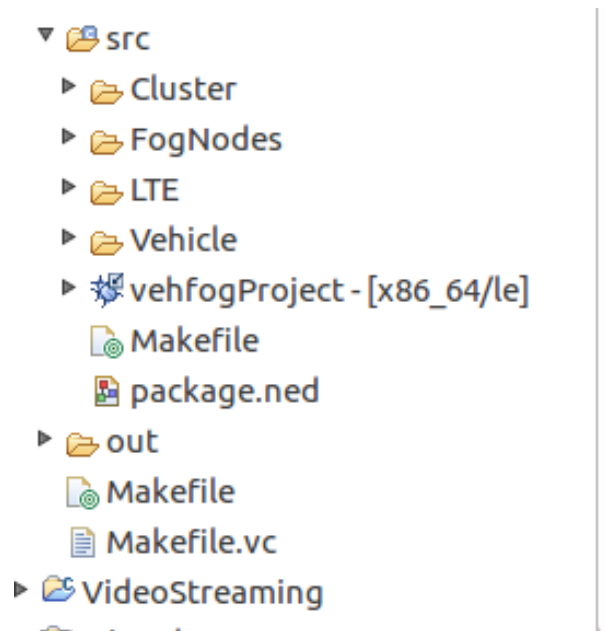 src
Cluster
FogNodes
LTE
Vehicle
vehfogProject - [x86_64/le]
Makefile
package.ned
out
Makefile
Makefile.vc
VideoStreaming